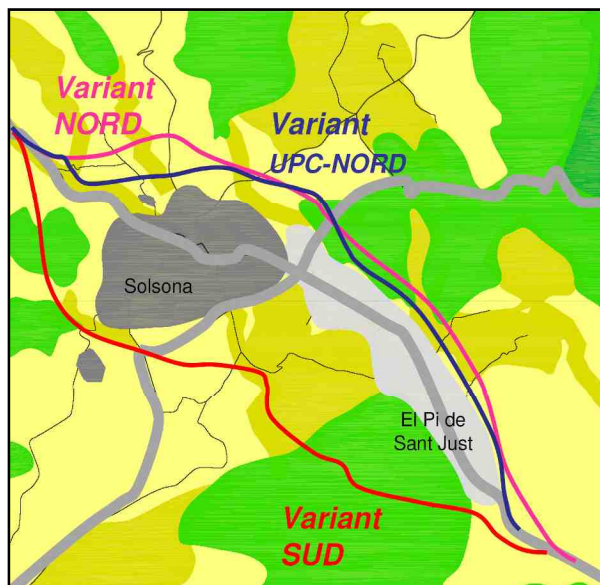 Variant
NORD
Variant
UPC-NORD
Solsona
El Pi de
Sant Just
Variant
SUD